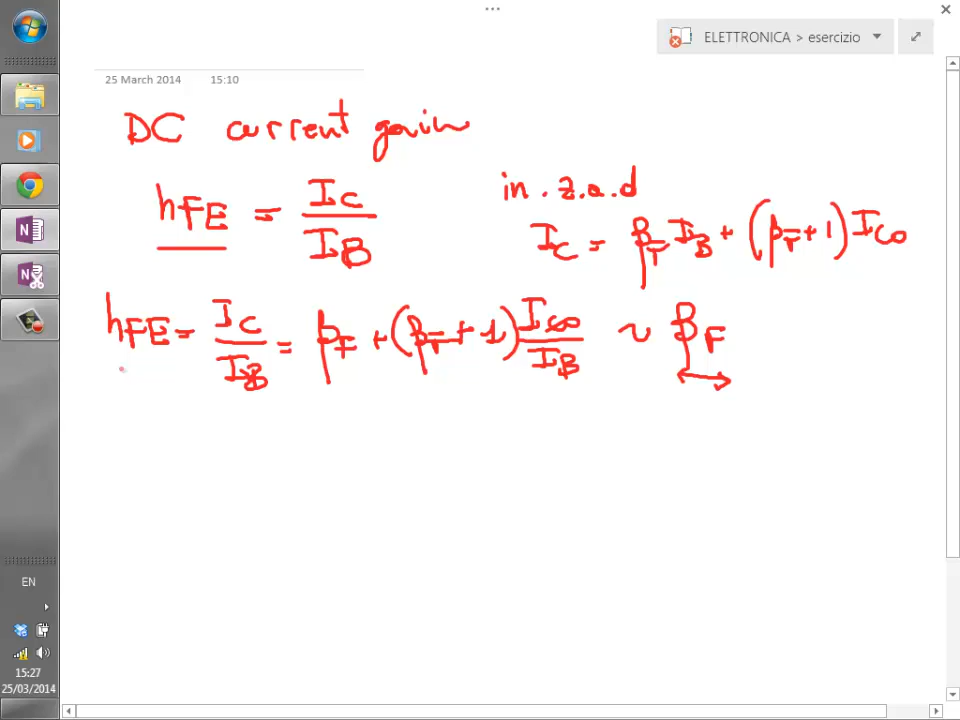 ELETTRONICA > esercizio
25 March 2014 15:10
DC current gain
hFE = IC / IB
in. z.a.d
IC = βF IB + (βF + 1) ICO
hFE = IC / IB = βF + (βF + 1) ICO / IB ~ βF
EN
15:27
25/03/2014